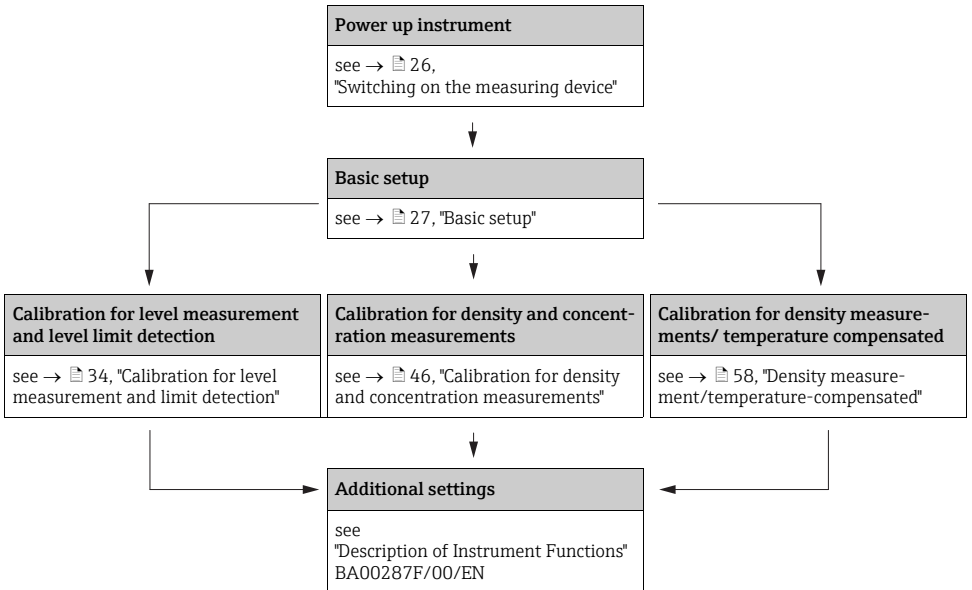 Power up instrument
see → 26,
"Switching on the measuring device"
Basic setup
see → 27, "Basic setup"
Calibration for level measurement
and level limit detection
see → 34, "Calibration for level
measurement and limit detection"
Calibration for density and concent-
ration measurements
see → 46, "Calibration for density
and concentration measurements"
Calibration for density measure-
ments/ temperature compensated
see → 58, "Density measure-
ment/temperature-compensated"
Additional settings
see
"Description of Instrument Functions"
BA00287F/00/EN